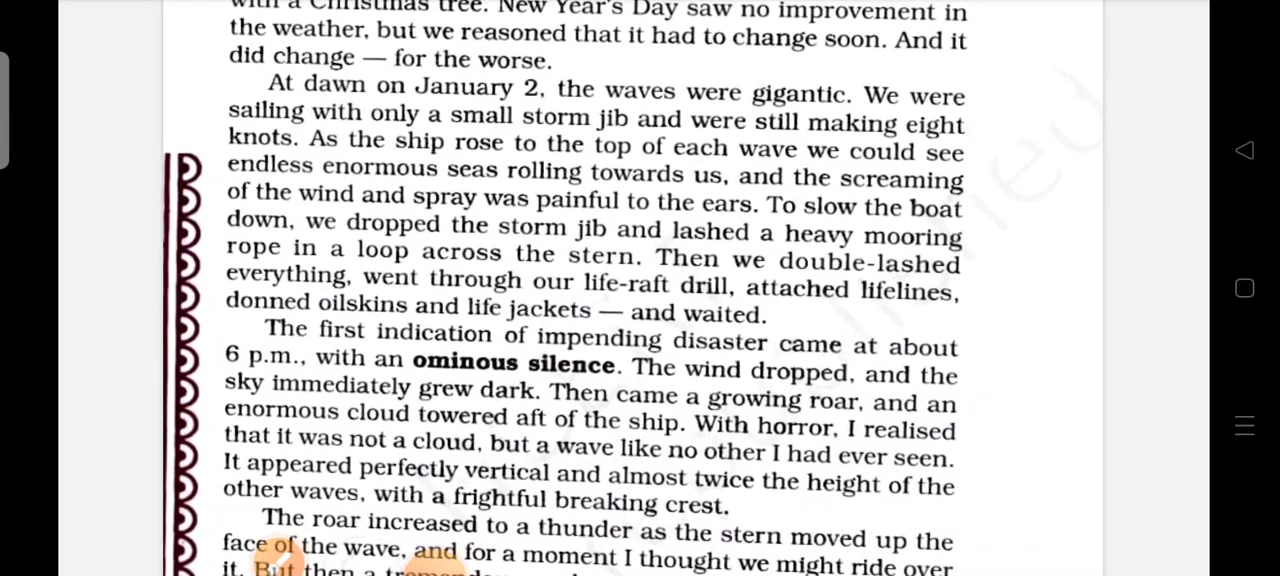 with a Christmas tree. New Year's Day saw no improvement in
the weather, but we reasoned that it had to change soon. And it
did change — for the worse.
At dawn on January 2, the waves were gigantic. We were
sailing with only a small storm jib and were still making eight
knots. As the ship rose to the top of each wave we could see
endless enormous seas rolling towards us, and the screaming
of the wind and spray was painful to the ears. To slow the boat
down, we dropped the storm jib and lashed a heavy mooring
rope in a loop across the stern. Then we double-lashed
everything, went through our life-raft drill, attached lifelines,
donned oilskins and life jackets — and waited.
The first indication of impending disaster came at about
6 p.m., with an ominous silence. The wind dropped, and the
sky immediately grew dark. Then came a growing roar, and an
enormous cloud towered aft of the ship. With horror, I realised
that it was not a cloud, but a wave like no other I had ever seen.
It appeared perfectly vertical and almost twice the height of the
other waves, with a frightful breaking crest.
The roar increased to a thunder as the stern moved up the
face of the wave, and for a moment I thought we might ride over
it. But then a